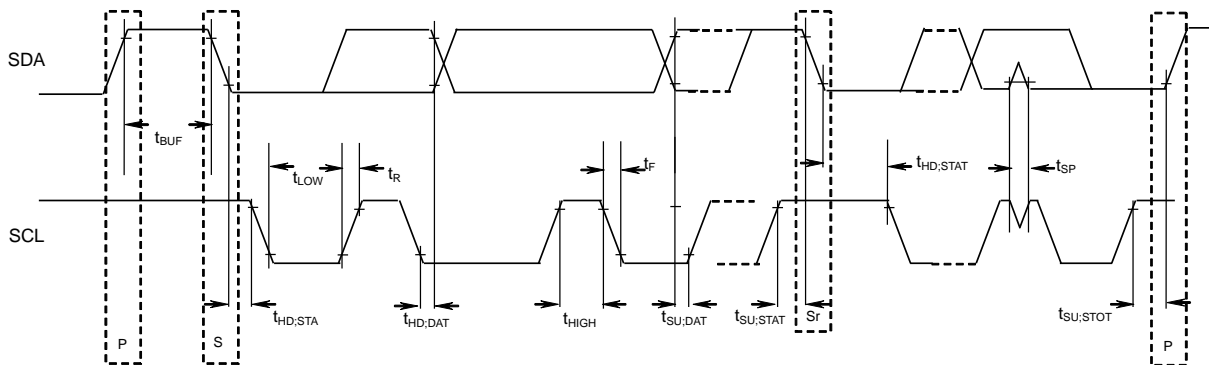 SDA
tBUF
tLOW
tR
tF
tHD;STAT
tSP
SCL
tHD;STA
tHD;DAT
tHIGH
tSU;DAT
tSU;STAT
Sr
tSU;STOT
P
S
P